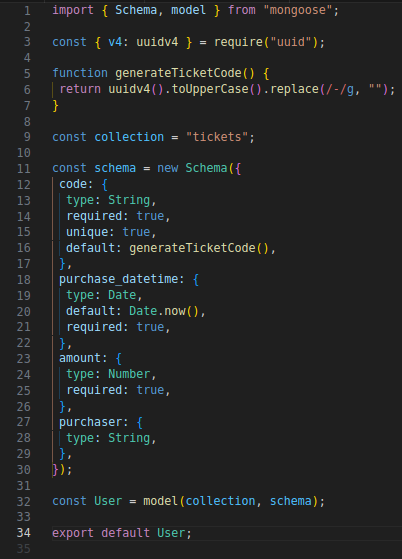 1 import { Schema, model } from "mongoose";
2
3 const { v4: uuidv4 } = require("uuid");
4
5 function generateTicketCode() {
6 return uuidv4().toUpperCase().replace(/-/g, "");
7 }
8
9 const collection = "tickets";
10
11 const schema = new Schema({
12 code: {
13 type: String,
14 required: true,
15 unique: true,
16 default: generateTicketCode(),
17 },
18 purchase_datetime: {
19 type: Date,
20 default: Date.now(),
21 required: true,
22 },
23 amount: {
24 type: Number,
25 required: true,
26 },
27 purchaser: {
28 type: String,
29 },
30 });
31
32 const User = model(collection, schema);
33
34 export default User;
35